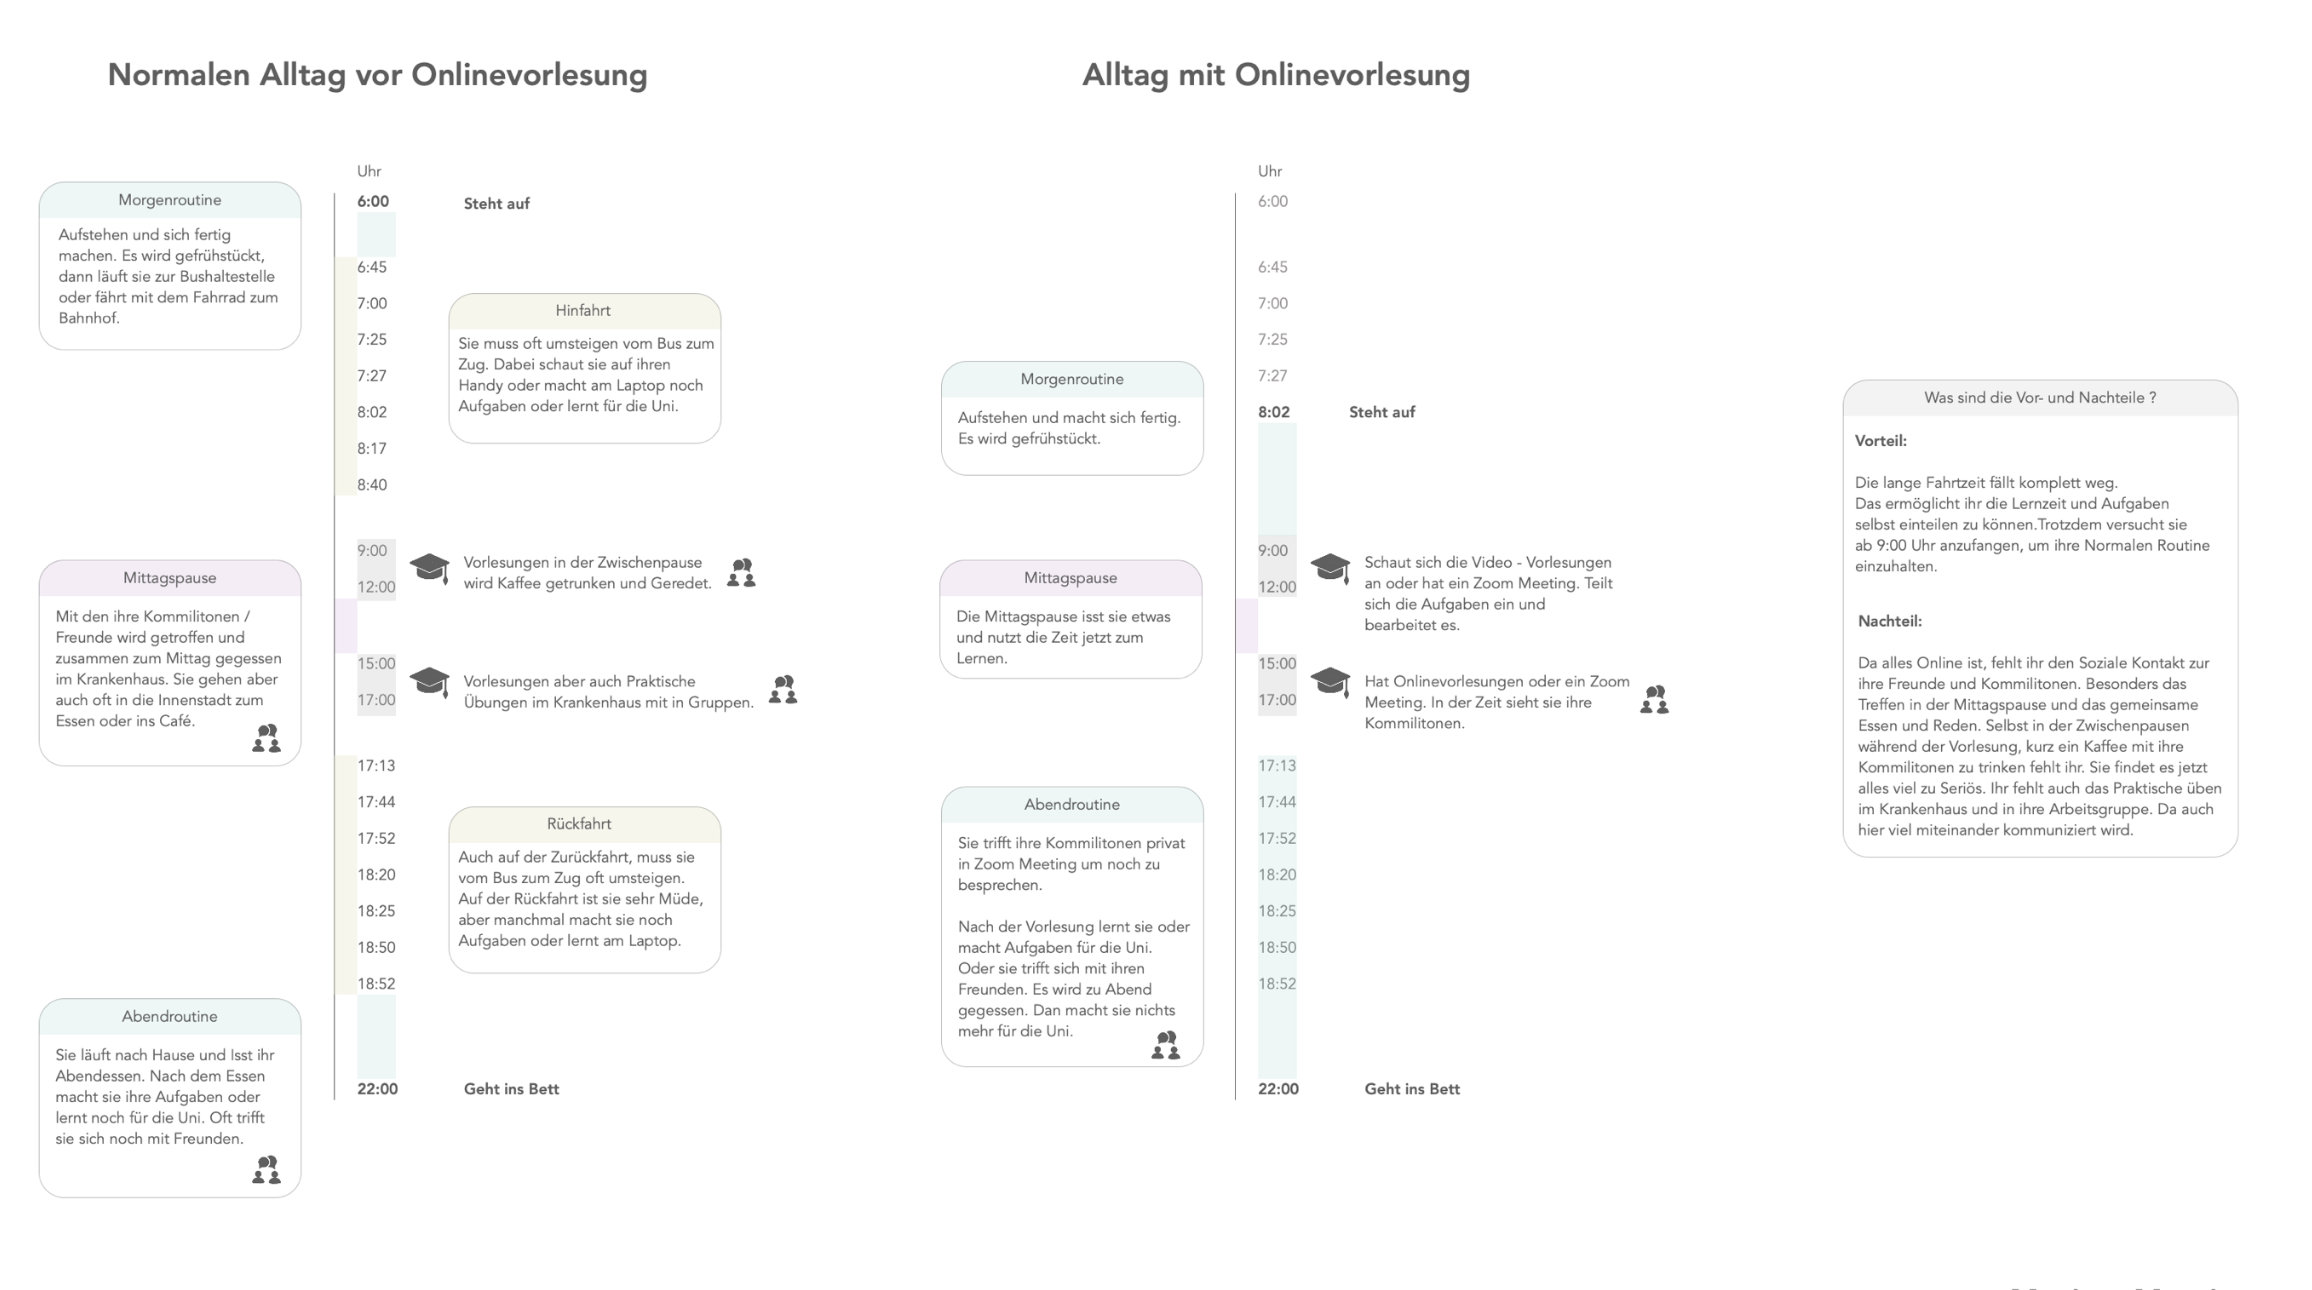 Normalen Alltag vor Onlinevorlesung
Uhr
Morgenroutine
Aufstehen und sich fertig
machen. Es wird gefrühstückt,
dann läuft sie zur Bushaltestelle
oder fährt mit dem Fahrrad zum
Bahnhof.
6:00 Steht auf
6:45
7:00
7:25
7:27
8:02
8:17
8:40
Hinfahrt
Sie muss oft umsteigen vom Bus zum
Zug. Dabei schaut sie auf ihren
Handy oder macht am Laptop noch
Aufgaben oder lernt für die Uni.
9:00
12:00
Vorlesungen in der Zwischenpause
wird Kaffee getrunken und Geredet.
Mittagspause
Mit den ihre Kommilitonen /
Freunde wird getroffen und
zusammen zum Mittag gegessen
im Krankenhaus. Sie gehen aber
auch oft in die Innenstadt zum
Essen oder ins Café.
15:00
17:00
Vorlesungen aber auch Praktische
Übungen im Krankenhaus mit in Gruppen.
17:13
17:44
17:52
18:20
18:25
18:50
18:52
Rückfahrt
Auch auf der Zurückfahrt, muss sie
vom Bus zum Zug oft umsteigen.
Auf der Rückfahrt ist sie sehr Müde,
aber manchmal macht sie noch
Aufgaben oder lernt am Laptop.
Abendroutine
Sie läuft nach Hause und Isst ihr
Abendessen. Nach dem Essen
macht sie ihre Aufgaben oder
lernt noch für die Uni. Oft trifft
sie sich noch mit Freunden.
22:00 Geht ins Bett
Alltag mit Onlinevorlesung
Uhr
6:00
6:45
7:00
7:25
7:27
8:02 Steht auf
Morgenroutine
Aufstehen und macht sich fertig.
Es wird gefrühstückt.
9:00
12:00
Schaut sich die Video - Vorlesungen
an oder hat ein Zoom Meeting. Teilt
sich die Aufgaben ein und
bearbeitet es.
Mittagspause
Die Mittagspause isst sie etwas
und nutzt die Zeit jetzt zum
Lernen.
15:00
17:00
Hat Onlinevorlesungen oder ein Zoom
Meeting. In der Zeit sieht sie ihre
Kommilitonen.
17:13
17:44
17:52
18:20
18:25
18:50
18:52
Abendroutine
Sie trifft ihre Kommilitonen privat
in Zoom Meeting um noch zu
besprechen.
Nach der Vorlesung lernt sie oder
macht Aufgaben für die Uni.
Oder sie trifft sich mit ihren
Freunden. Es wird zu Abend
gegessen. Dan macht sie nichts
mehr für die Uni.
22:00 Geht ins Bett
Was sind die Vor- und Nachteile ?
Vorteil:
Die lange Fahrtzeit fällt komplett weg.
Das ermöglicht ihr die Lernzeit und Aufgaben
selbst einteilen zu können.Trotzdem versucht sie
ab 9:00 Uhr anzufangen, um ihre Normalen Routine
einzuhalten.
Nachteil:
Da alles Online ist, fehlt ihr den Soziale Kontakt zur
ihre Freunde und Kommilitonen. Besonders das
Treffen in der Mittagspause und das gemeinsame
Essen und Reden. Selbst in der Zwischenpausen
während der Vorlesung, kurz ein Kaffee mit ihre
Kommilitonen zu trinken fehlt ihr. Sie findet es jetzt
alles viel zu Seriös. Ihr fehlt auch das Praktische üben
im Krankenhaus und in ihre Arbeitsgruppe. Da auch
hier viel miteinander kommuniziert wird.